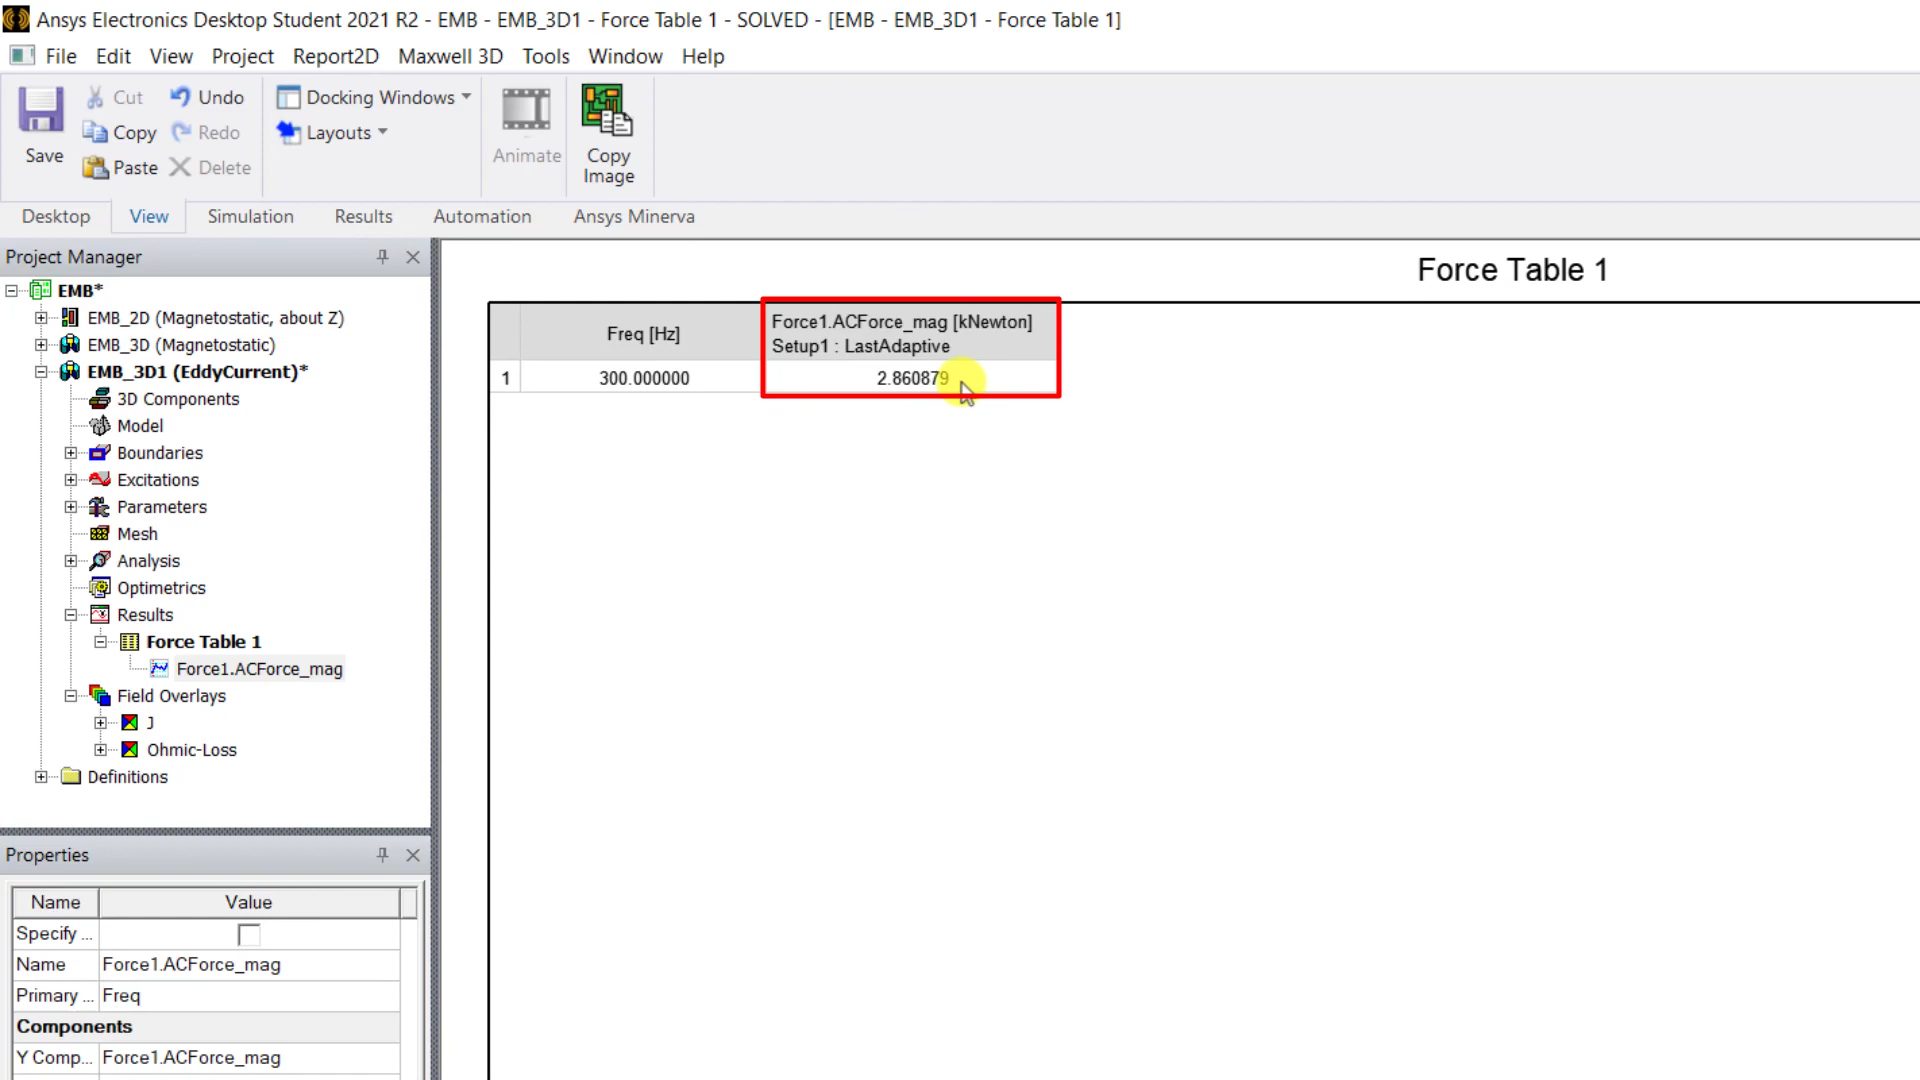 Ansys Electronics Desktop Student 2021 R2 - EMB - EMB_3D1 - Force Table 1 - SOLVED - [EMB - EMB_3D1 - Force Table 1]
File Edit View Project Report2D Maxwell 3D Tools Window Help
Save
Cut
Copy
Paste
Undo
Redo
Delete
Docking Windows
Layouts
Animate
Copy
Image
Desktop View Simulation Results Automation Ansys Minerva
Project Manager
EMB*
EMB_2D (Magnetostatic, about Z)
EMB_3D (Magnetostatic)
EMB_3D1 (EddyCurrent)*
3D Components
Model
Boundaries
Excitations
Parameters
Mesh
Analysis
Optimetrics
Results
Force Table 1
Force1.ACForce_mag
Field Overlays
J
Ohmic-Loss
Definitions
Properties
Name Value
Specify ...
Name Force1.ACForce_mag
Primary ... Freq
Components
Y Comp... Force1.ACForce_mag
Force Table 1
Freq [Hz]
Force1.ACForce_mag [kNewton]
Setup1 : LastAdaptive
1 300.000000 2.860879